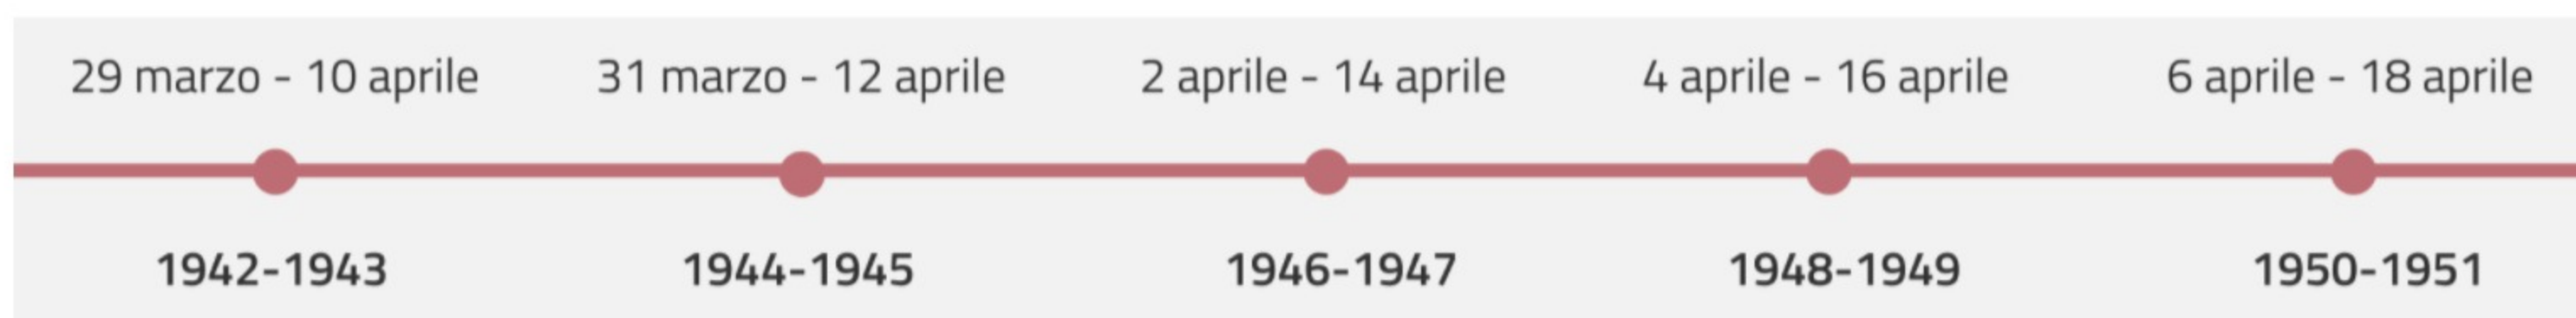 29 marzo - 10 aprile
31 marzo - 12 aprile
2 aprile - 14 aprile
4 aprile - 16 aprile
6 aprile - 18 aprile
1942-1943
1944-1945
1946-1947
1948-1949
1950-1951